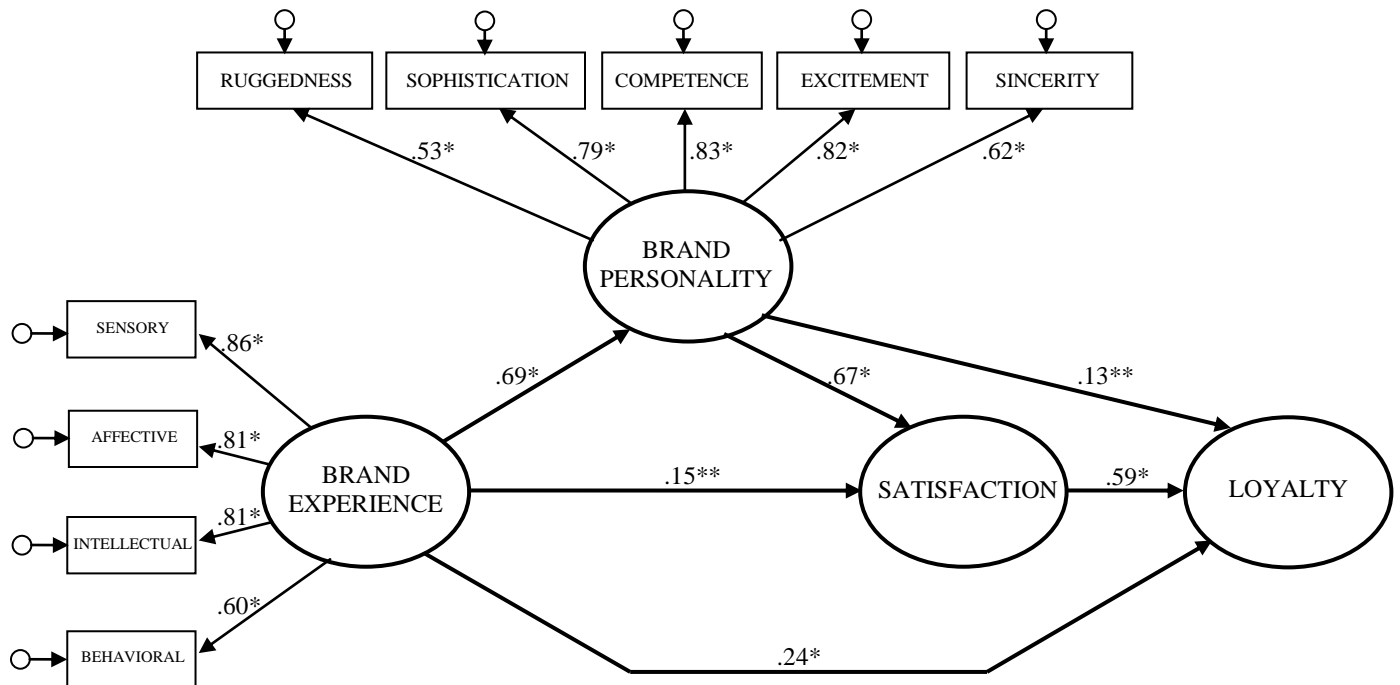 RUGGEDNESS
SOPHISTICATION
COMPETENCE
EXCITEMENT
SINCERITY
.53*
.79*
.83*
.82*
.62*
BRAND
PERSONALITY
SENSORY
.86*
.69*
.67*
.13**
AFFECTIVE
.81*
BRAND
EXPERIENCE
.15**
SATISFACTION
.59*
LOYALTY
INTELLECTUAL
.81*
.60*
BEHAVIORAL
.24*